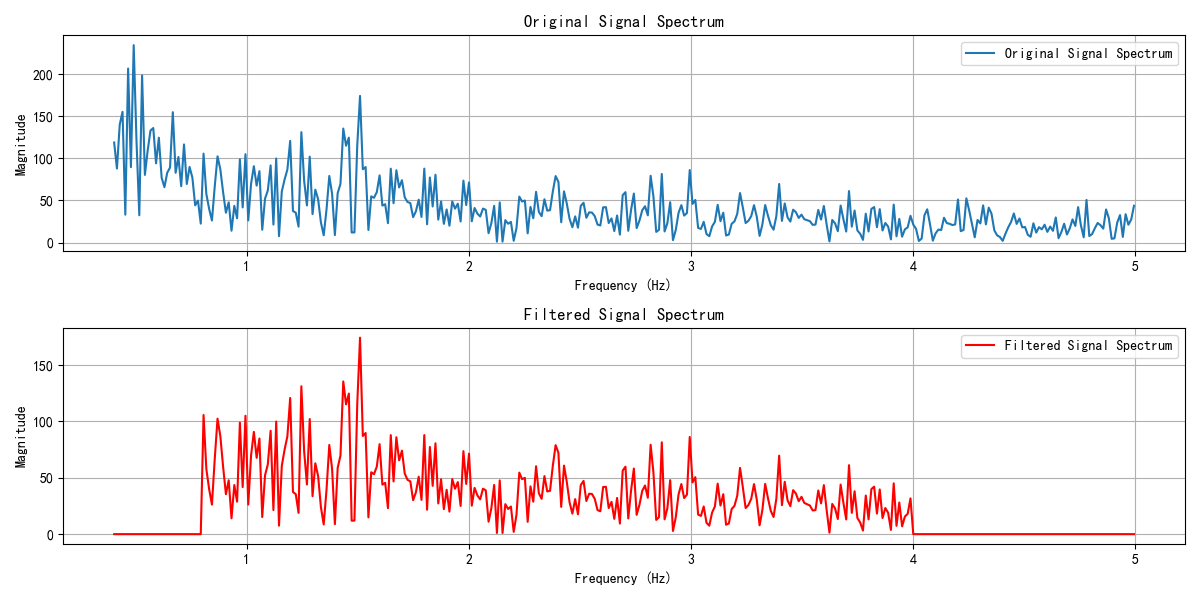 Original Signal Spectrum
Original Signal Spectrum
Magnitude
200
150
100
50
0
1
2
3
4
5
Frequency (Hz)
Filtered Signal Spectrum
Filtered Signal Spectrum
Magnitude
150
100
50
0
1
2
3
4
5
Frequency (Hz)